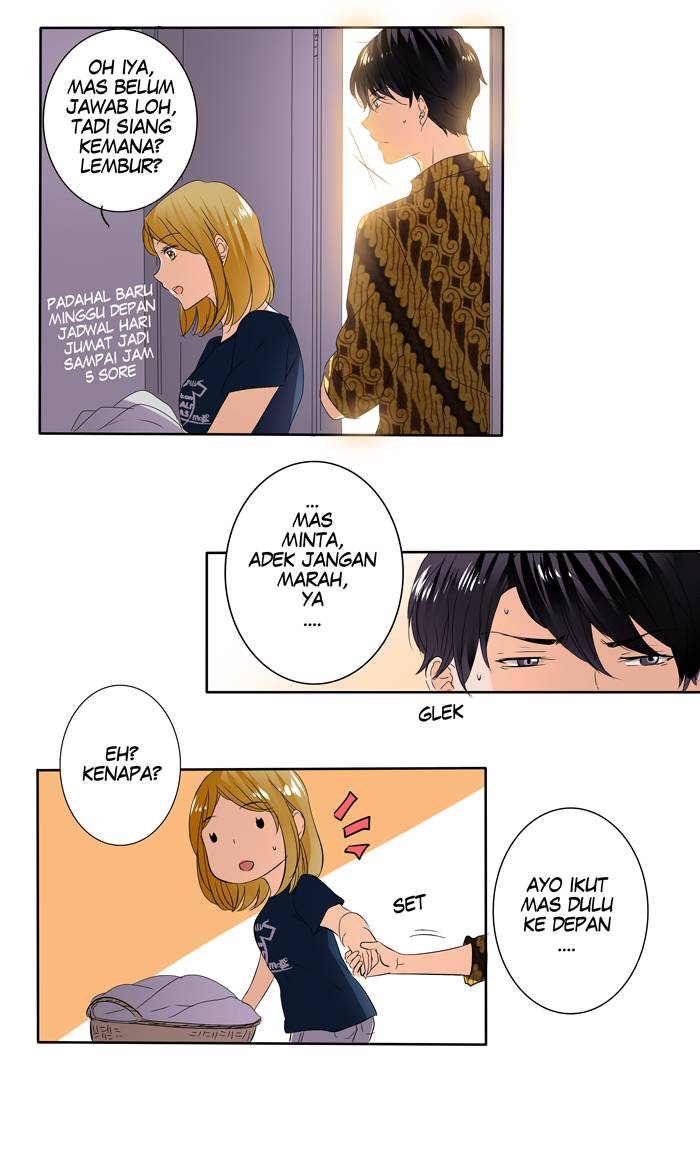 OH IYA,
MAS BELUM
JAWAB LOH,
TADI SIANG
KEMANA?
LEMBUR?
PADAHAL BARU
MINGGU DEPAN
JADWAL HARI
JUMAT JADI
SAMPAI JAM
5 SORE
...
MAS
MINTA,
ADEK JANGAN
MARAH,
YA
....
GLEK
EH?
KENAPA?
SET
AYO IKUT
MAS DULU
KE DEPAN
....